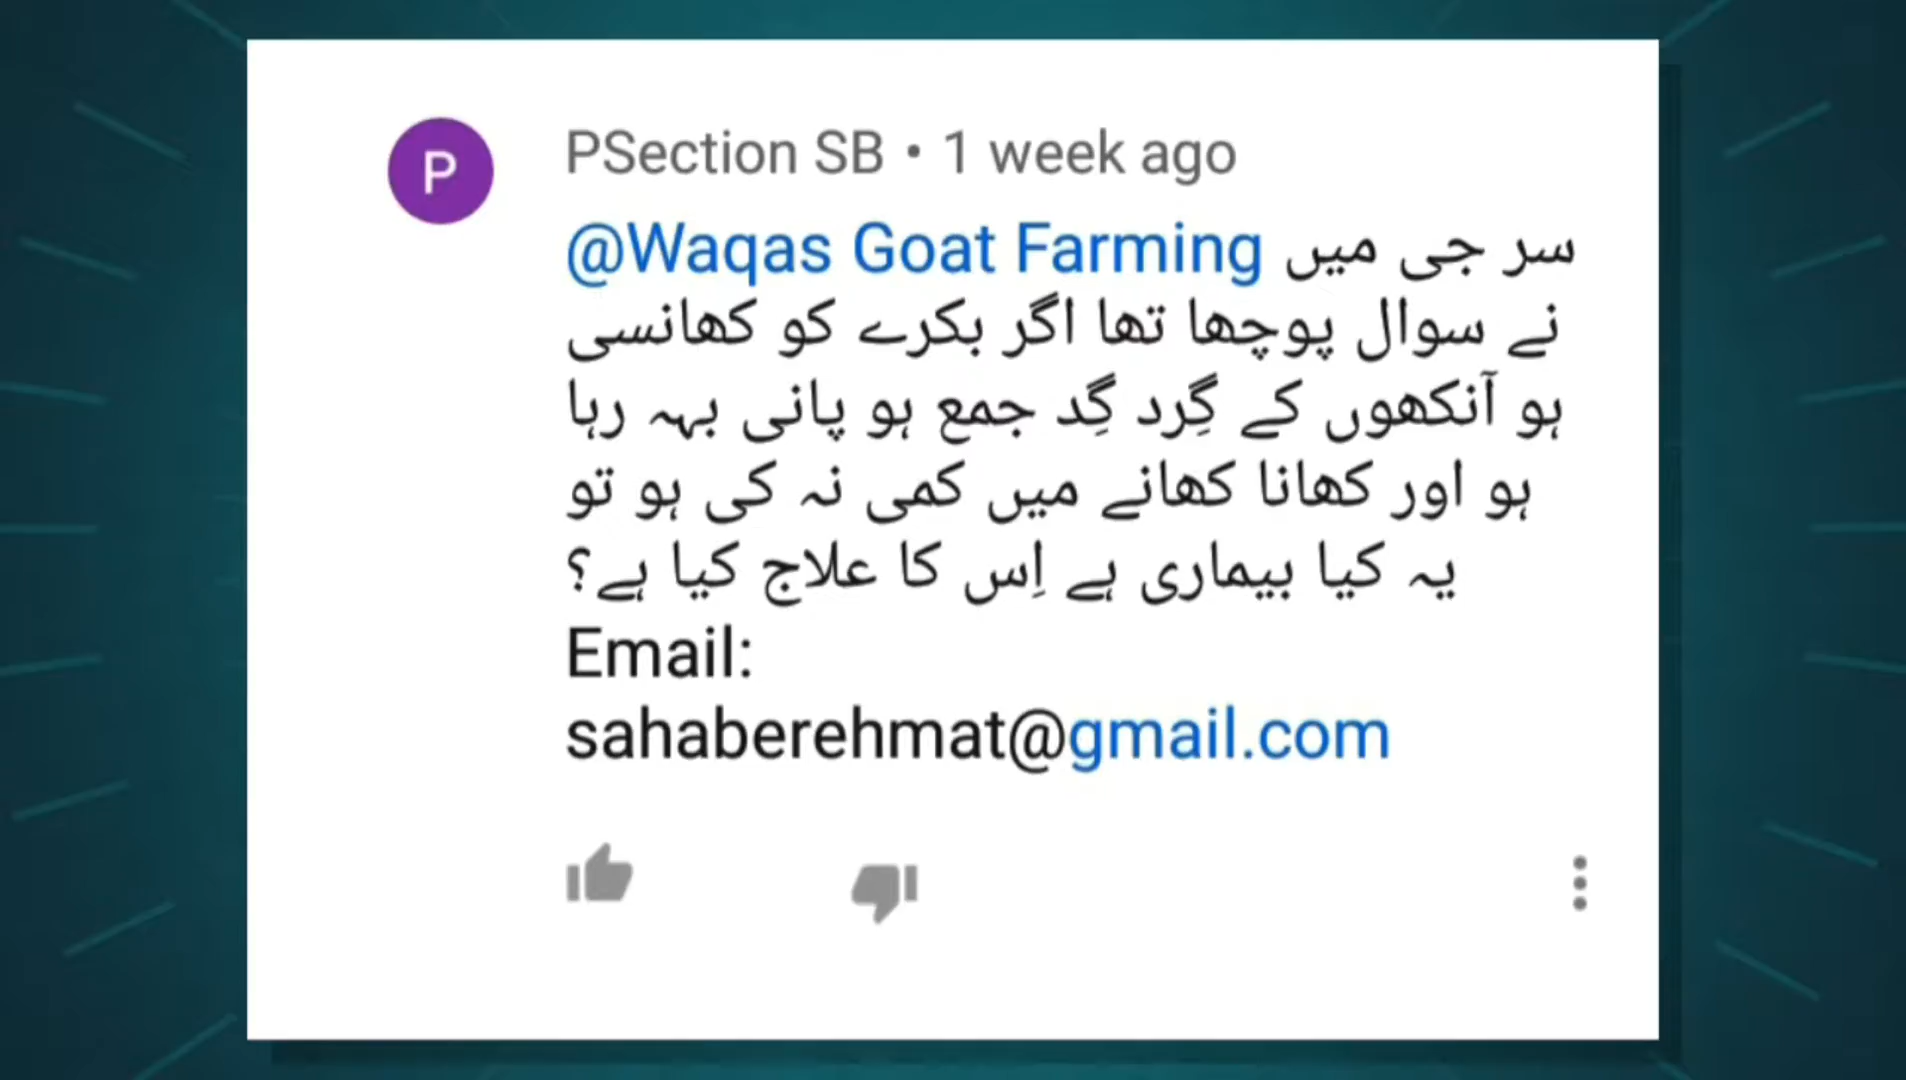 P
PSection SB • 1 week ago
@Waqas Goat Farming سر جی میں
نے سوال پوچھا تھا اگر بکرے کو کھانسی
ہو آنکھوں کے گِرد گِد جمع ہو پانی بہہ رہا
ہو اور کھانا کھانے میں کمی نہ کی ہو تو
یہ کیا بیماری ہے اِس کا علاج کیا ہے؟
Email:
sahaberehmat@gmail.com